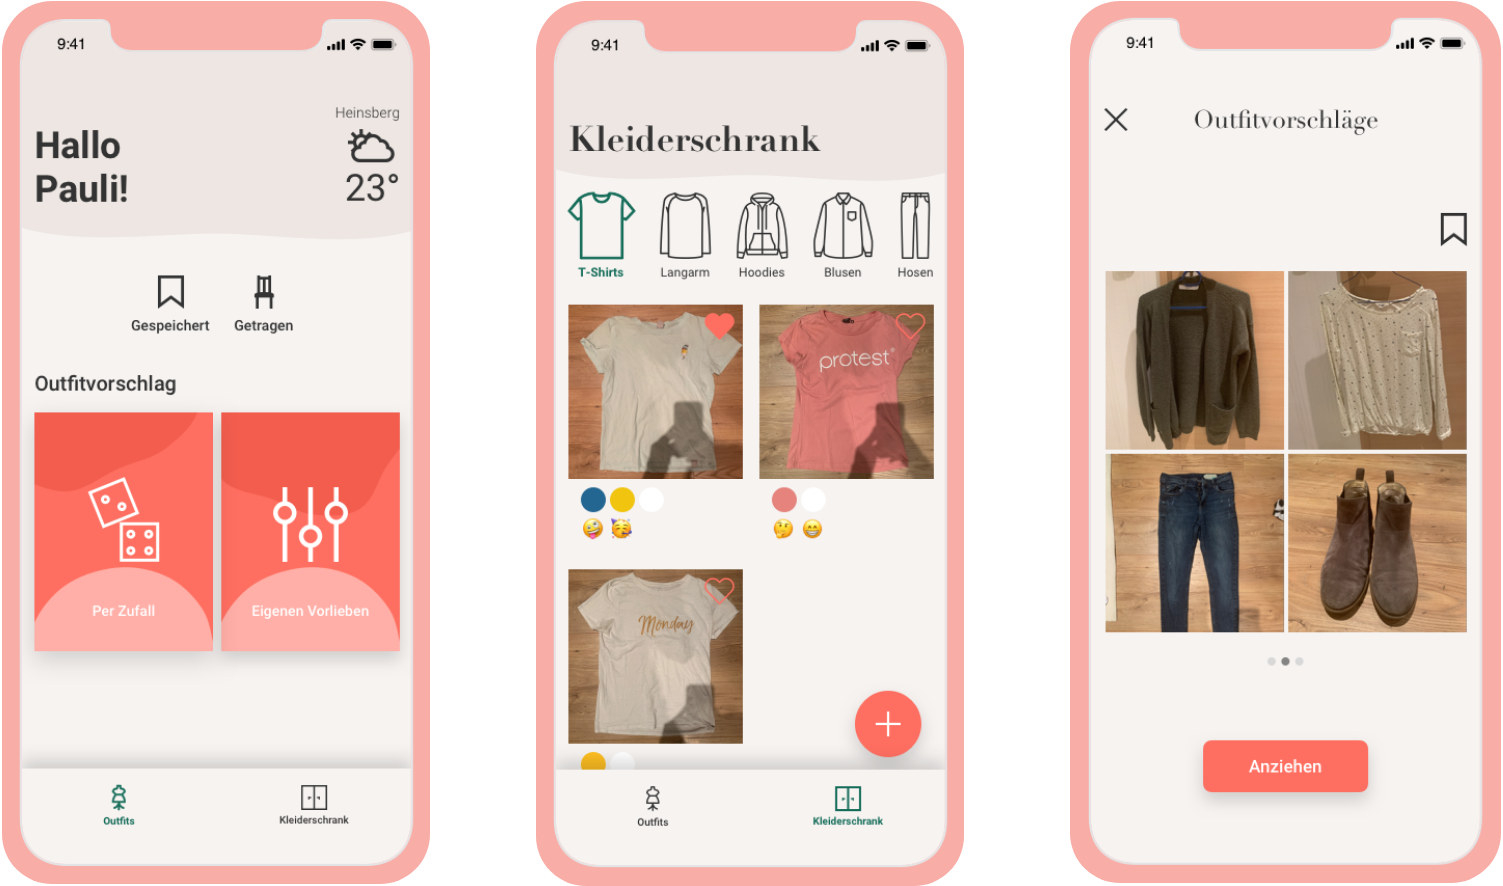 9:41
Heinsberg
Hallo
Pauli!
23°
Gespeichert
Getragen
Outfitvorschlag
Per Zufall
Eigenen Vorlieben
Outfits
Kleiderschrank
9:41
Kleiderschrank
T-Shirts
Langarm
Hoodies
Blusen
Hosen
protest
Monday
Outfits
Kleiderschrank
9:41
Outfitvorschläge
Anziehen